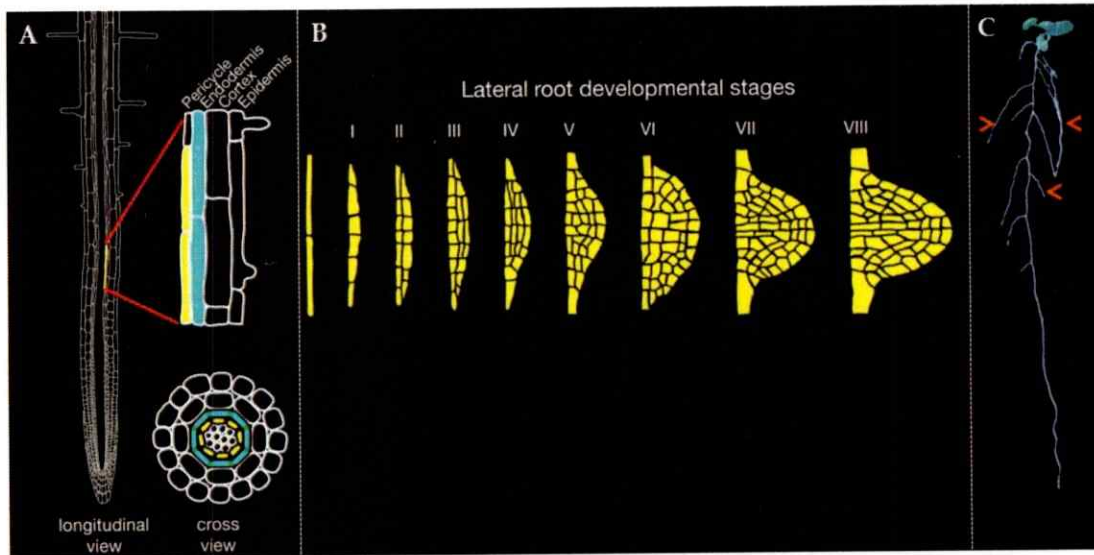 A
Pericycle
Endodermis
Cortex
Epidermis
longitudinal
view
cross
view
B
Lateral root developmental stages
I II III IV V VI VII VIII
C